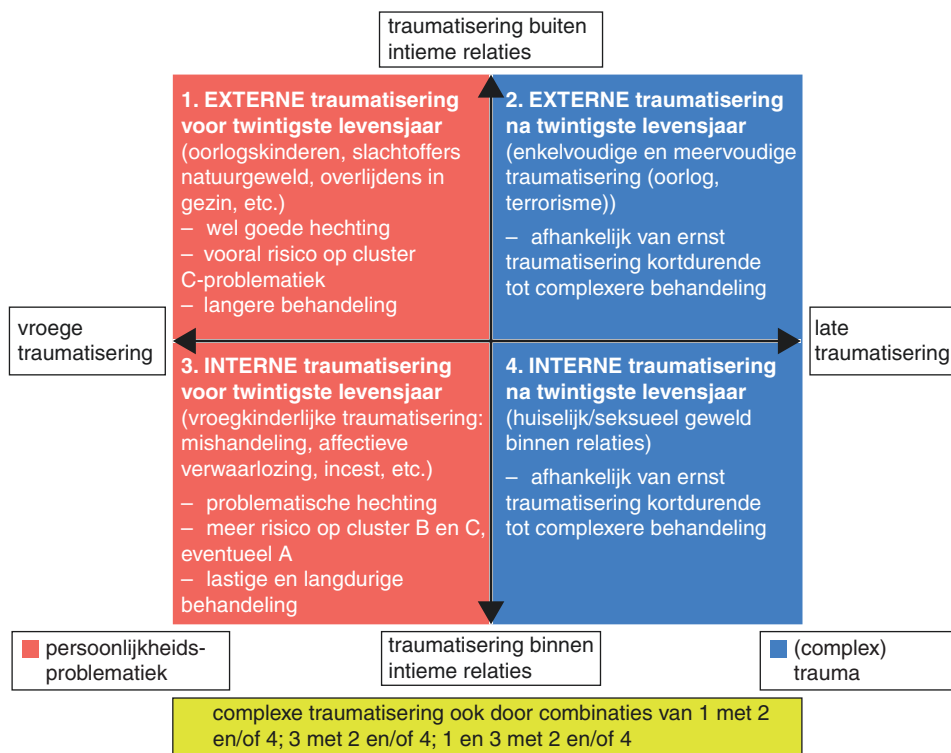 traumatisering buiten
intieme relaties
1. EXTERNE traumatisering
voor twintigste levensjaar
(oorlogskinderen, slachtoffers
natuurgeweld, overlijdens in
gezin, etc.)
– wel goede hechting
– vooral risico op cluster
C-problematiek
– langere behandeling
2. EXTERNE traumatisering
na twintigste levensjaar
(enkelvoudige en meervoudige
traumatisering (oorlog,
terrorisme))
– afhankelijk van ernst
traumatisering kortdurende
tot complexere behandeling
vroege
traumatisering
late
traumatisering
3. INTERNE traumatisering
voor twintigste levensjaar
(vroegkinderlijke traumatisering:
mishandeling, affectieve
verwaarlozing, incest, etc.)
– problematische hechting
– meer risico op cluster B en C,
eventueel A
– lastige en langdurige
behandeling
4. INTERNE traumatisering
na twintigste levensjaar
(huiselijk/seksueel geweld
binnen relaties)
– afhankelijk van ernst
traumatisering kortdurende
tot complexere behandeling
persoonlijkheids-
problematiek
traumatisering binnen
intieme relaties
(complex)
trauma
complexe traumatisering ook door combinaties van 1 met 2
en/of 4; 3 met 2 en/of 4; 1 en 3 met 2 en/of 4